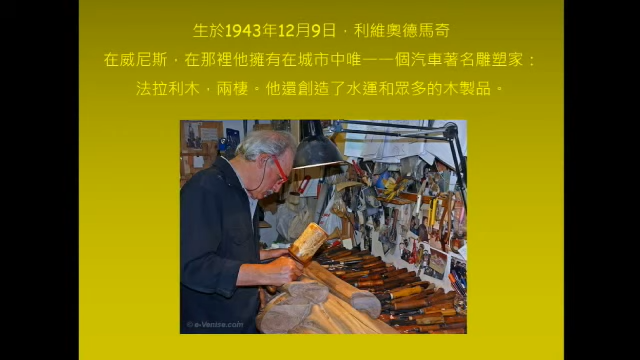 生於1943年12月9日，利維奧德馬奇
在威尼斯，在那裡他擁有在城市中唯一一個汽車著名雕塑家：
法拉利木，兩棲。他還創造了水運和眾多的木製品。
© e-Venise.com